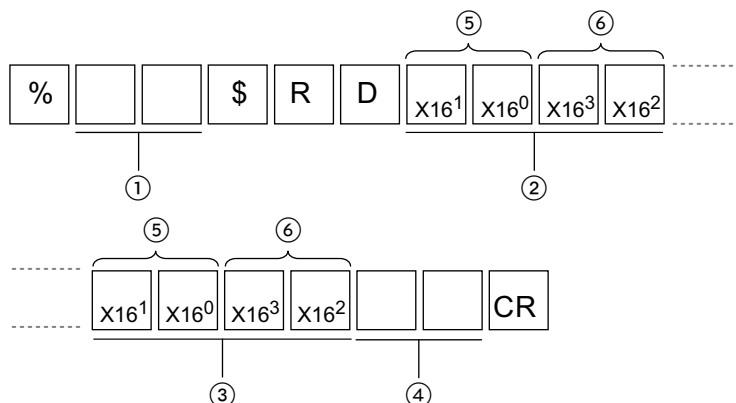 ⑤ ⑥
% $ R D X16¹ X16⁰ X16³ X16²
① ②
⑤ ⑥
X16¹ X16⁰ X16³ X16² CR
③ ④